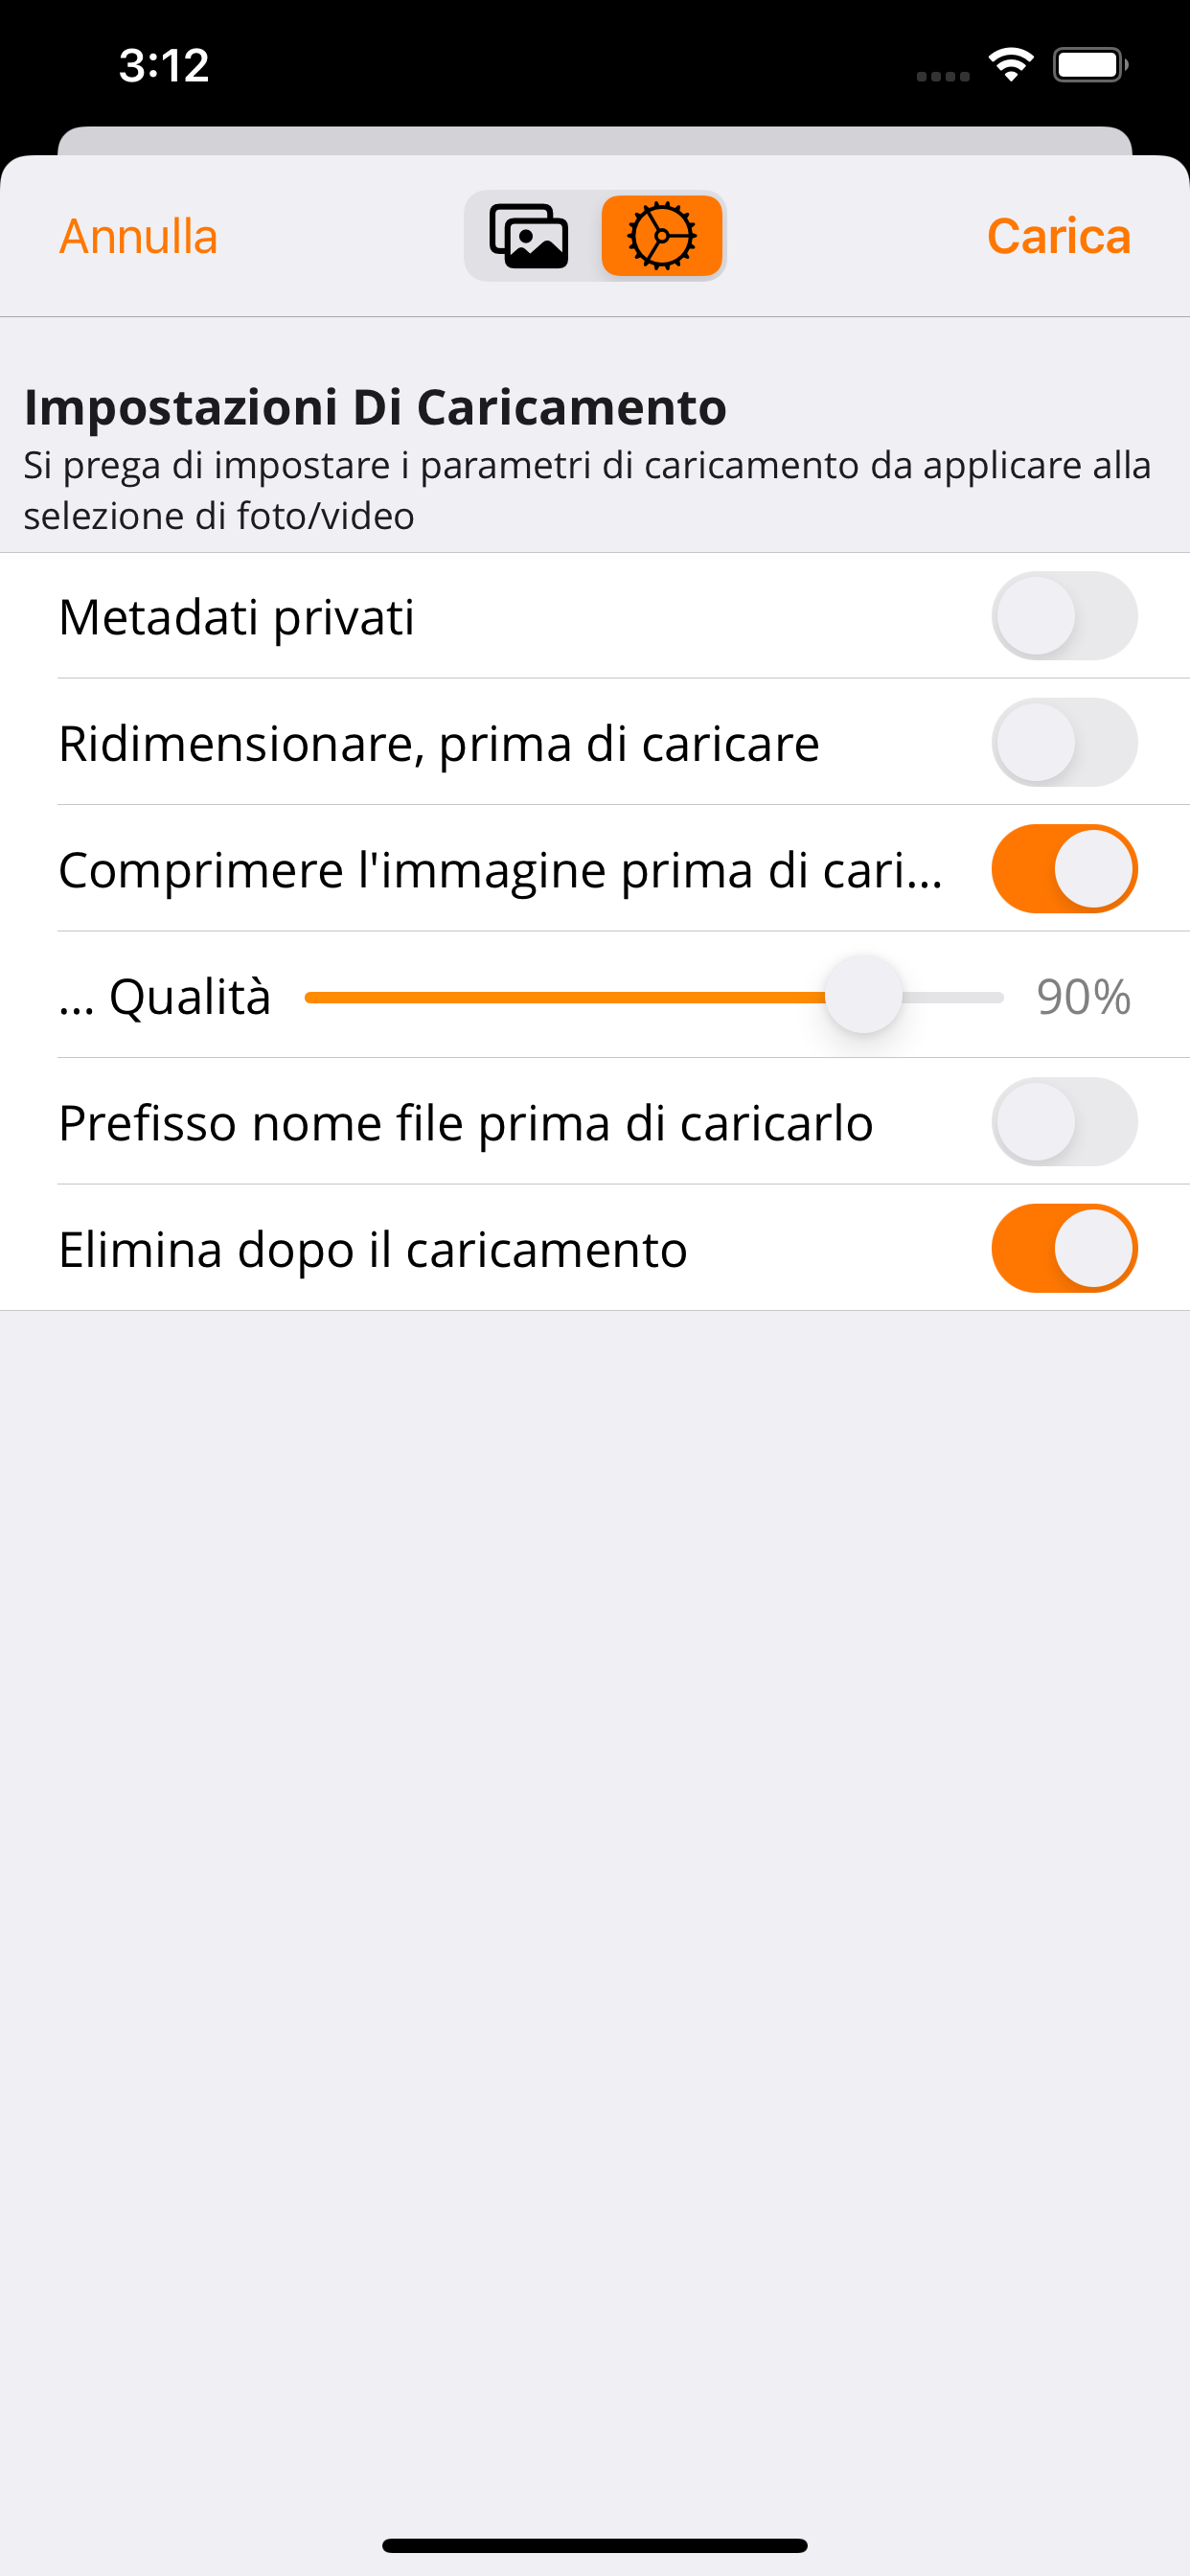 3:12
Annulla
Carica
Impostazioni Di Caricamento
Si prega di impostare i parametri di caricamento da applicare alla
selezione di foto/video
Metadati privati
Ridimensionare, prima di caricare
Comprimere l'immagine prima di cari...
... Qualità
90%
Prefisso nome file prima di caricarlo
Elimina dopo il caricamento